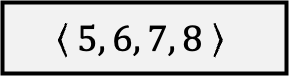 ⟨ 5, 6, 7, 8 ⟩